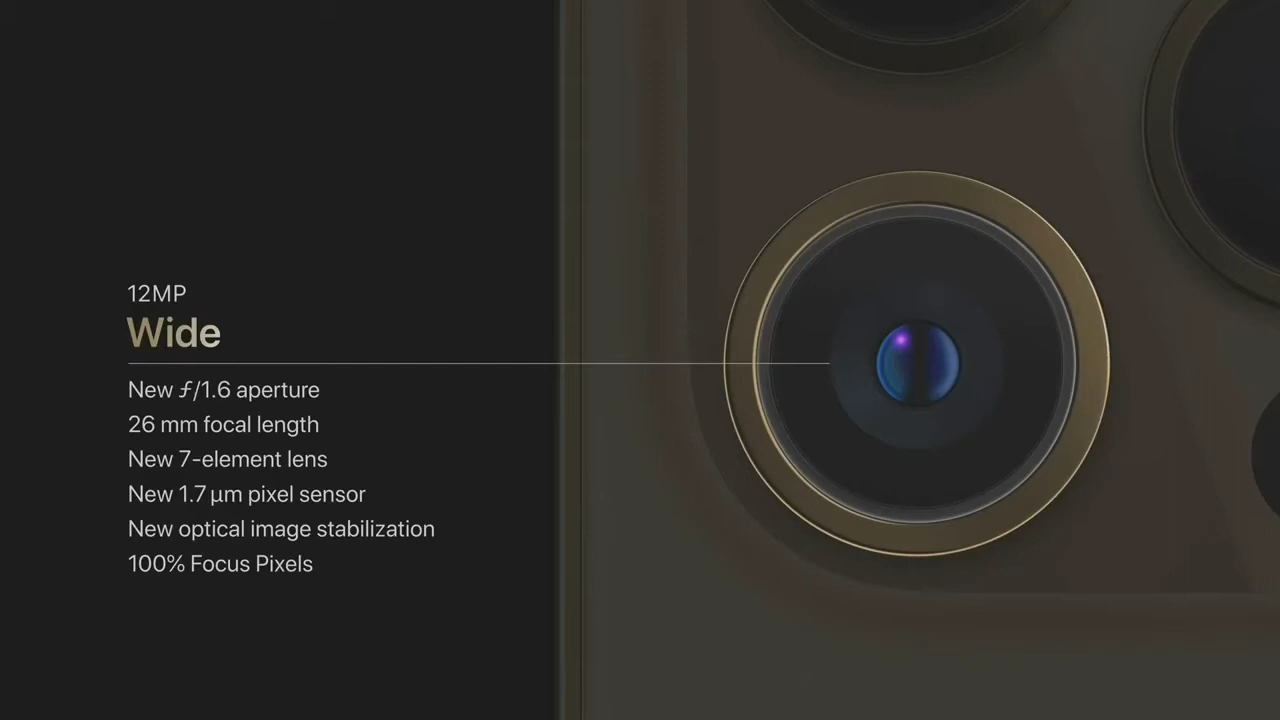 12MP
Wide
New ƒ/1.6 aperture
26 mm focal length
New 7-element lens
New 1.7 µm pixel sensor
New optical image stabilization
100% Focus Pixels